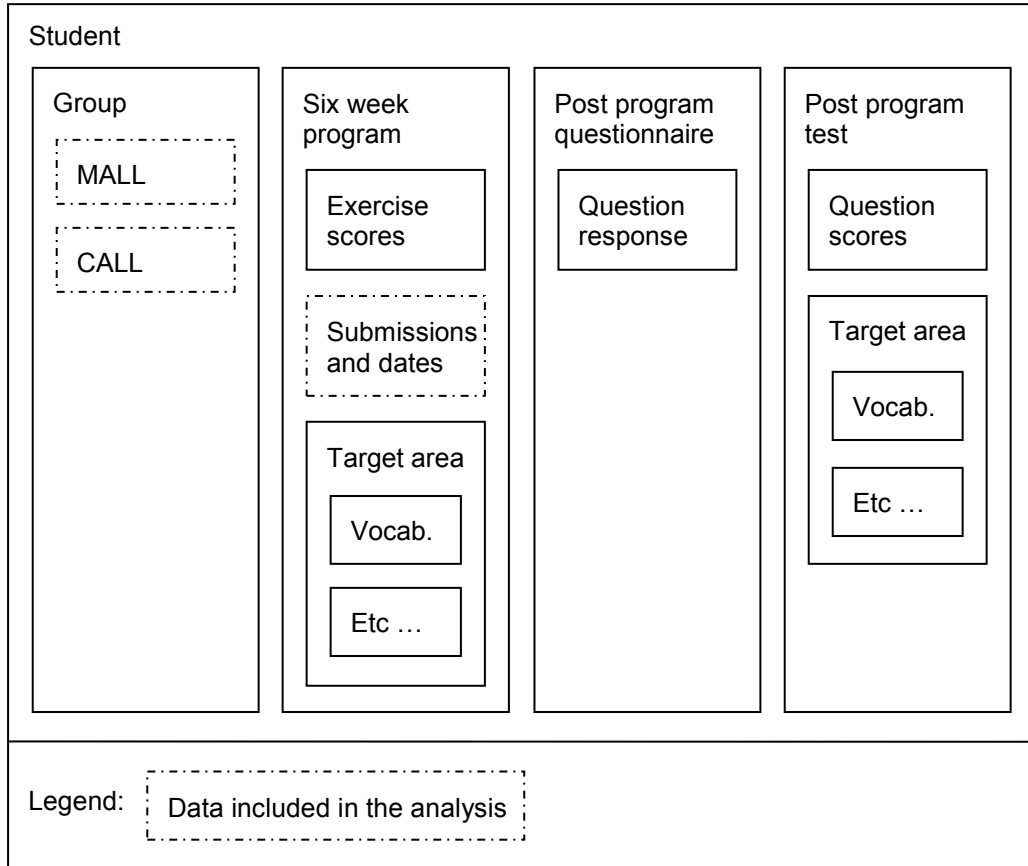 Student
Group
MALL
CALL
Six week
program
Exercise
scores
Submissions
and dates
Target area
Vocab.
Etc …
Post program
questionnaire
Question
response
Post program
test
Question
scores
Target area
Vocab.
Etc …
Legend:
Data included in the analysis